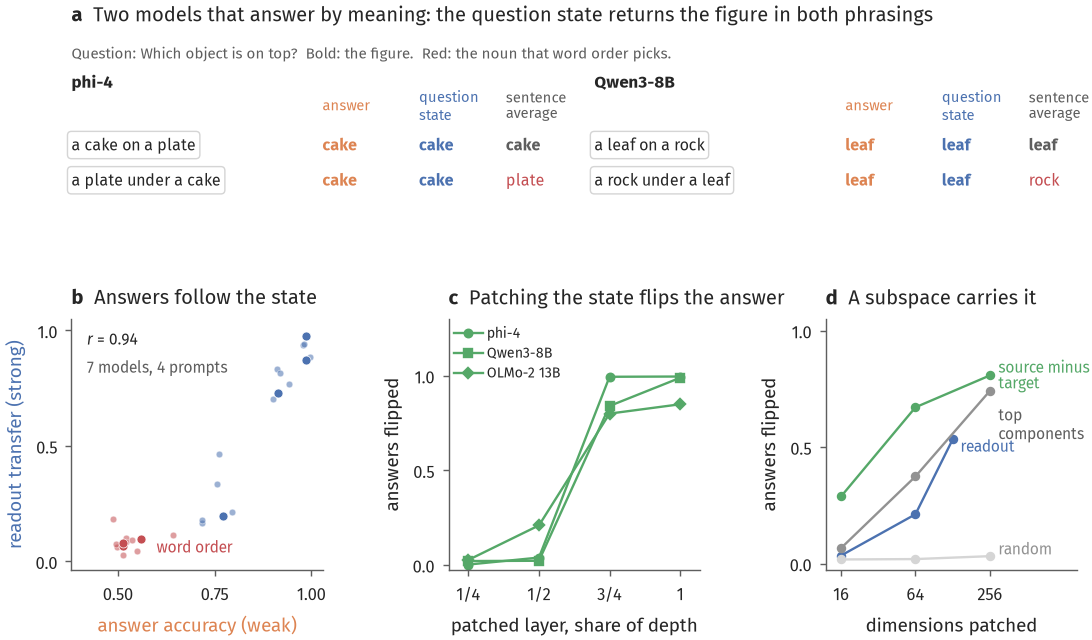 a Two models that answer by meaning: the question state returns the figure in both phrasings
Question: Which object is on top? Bold: the figure. Red: the noun that word order picks.
phi-4
answer
question state
sentence average
a cake on a plate
cake
cake
cake
a plate under a cake
cake
cake
plate
Qwen3-8B
answer
question state
sentence average
a leaf on a rock
leaf
leaf
leaf
a rock under a leaf
leaf
leaf
rock
b Answers follow the state
readout transfer (strong)
1.0
0.5
0.0
r = 0.94
7 models, 4 prompts
word order
0.50
0.75
1.00
answer accuracy (weak)
c Patching the state flips the answer
answers flipped
1.0
0.5
0.0
phi-4
Qwen3-8B
OLMo-2 13B
1/4
1/2
3/4
1
patched layer, share of depth
d A subspace carries it
answers flipped
1.0
0.5
0.0
source minus
target
top
components
readout
random
16
64
256
dimensions patched